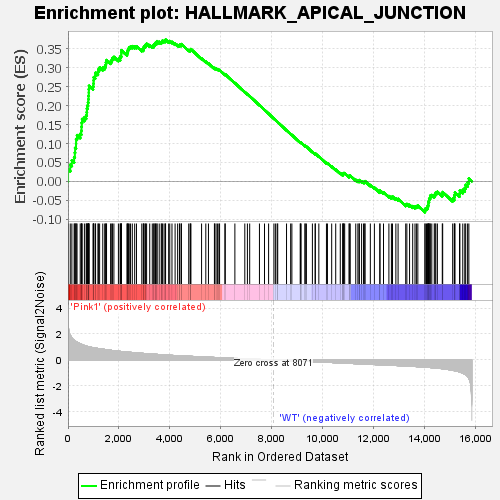 Enrichment plot: HALLMARK_APICAL_JUNCTION
Enrichment score (ES)
0.35
0.30
0.25
0.20
0.15
0.10
0.05
0.00
-0.05
-0.10
'Pink1' (positively correlated)
Ranked list metric (Signal2Noise)
4
2
0
-2
-4
Zero cross at 8071
'WT' (negatively correlated)
0 2,000 4,000 6,000 8,000 10,000 12,000 14,000 16,000
Rank in Ordered Dataset
Enrichment profile Hits Ranking metric scores